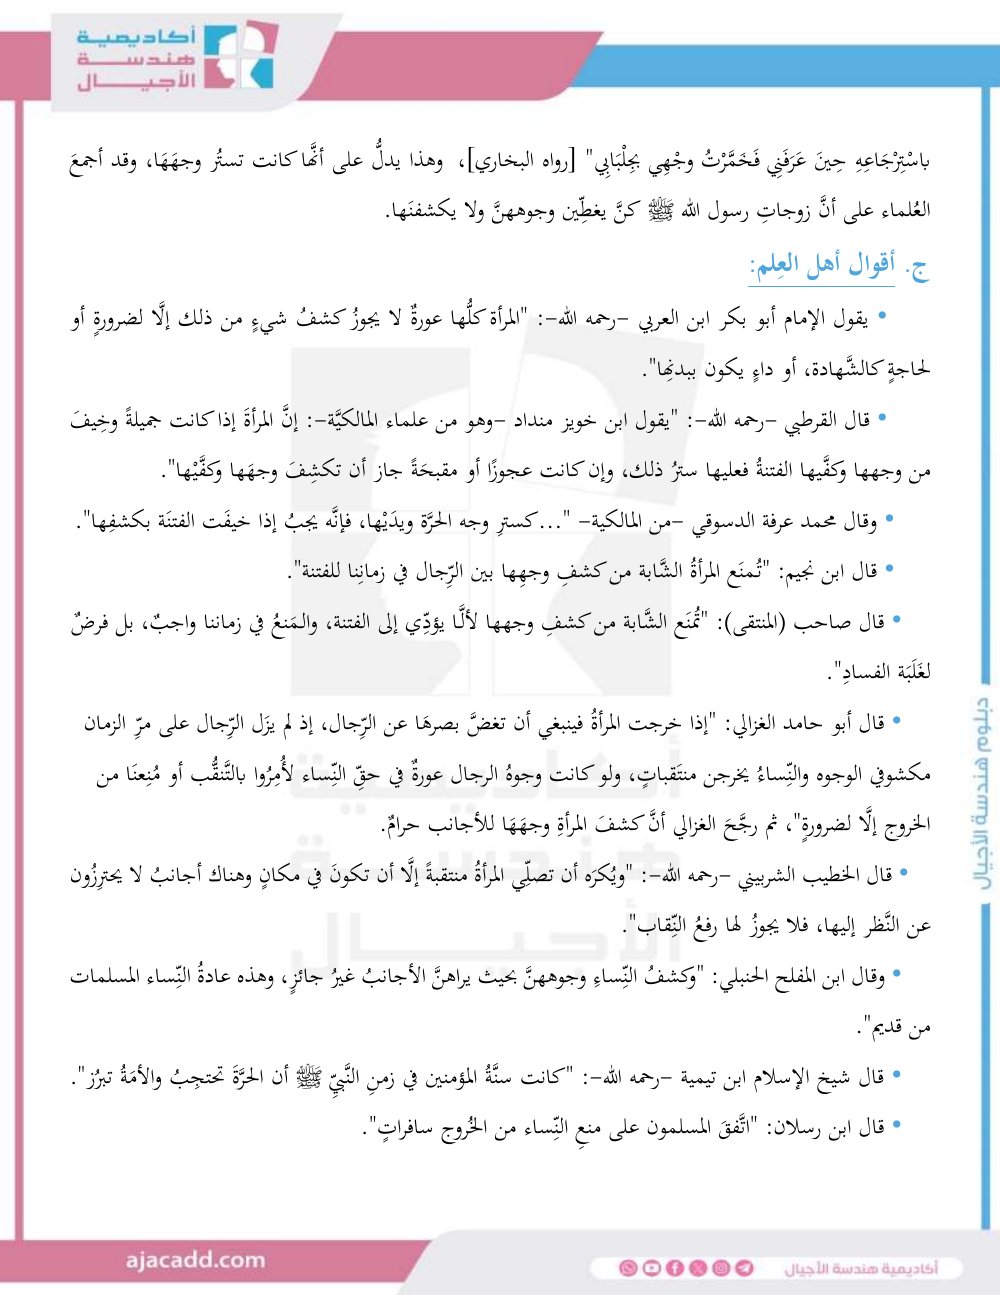 أكاديمية
هندسة
الأجيال
باسْتِرْجَاعِهِ حِينَ عَرَفَنِي فَخَمَّرْتُ وجْهِي بجِلْبَابِي" [رواه البخاري]، وهذا يدلُّ على أنَّها كانت تستُر وجهَهَا، وقد أجمعَ
العُلماء على أنَّ زوجاتِ رسول الله ﷺ كنَّ يغطِّين وجوههنَّ ولا يكشفنَها.
ج. أقوال أهل العِلم:
• يقول الإمام أبو بكر ابن العربي –رحمه الله–: "المرأة كلُّها عورةٌ لا يجوزُ كشفُ شيءٍ من ذلك إلَّا لضرورةٍ أو
لحاجةٍ كالشَّهادة، أو داءٍ يكون ببدنِها".
• قال القرطبي –رحمه الله–: "يقول ابن خويز منداد –وهو من علماء المالكيَّة–: إنَّ المرأةَ إذا كانت جميلةً وخِيفَ
من وجهها وكفَّيها الفتنةُ فعليها سترُ ذلك، وإن كانت عجوزًا أو مقبحَةً جاز أن تكشِفَ وجهَها وكفَّيْها".
• وقال محمد عرفة الدسوقي –من المالكية– "...كسترِ وجه الحرَّة ويدَيْها، فإنَّه يجبُ إذا خيفَت الفتنَة بكشفِها".
• قال ابن نجيم: "تُمنَع المرأةُ الشَّابة من كشفِ وجهِها بين الرِّجال في زمانِنا للفتنة".
• قال صاحب (المنتقى): "تُمنَع الشَّابة من كشفِ وجهها لألَّا يؤدِّي إلى الفتنة، والمَنعُ في زماننا واجبٌ، بل فرضٌ
لغَلَبَة الفسادِ".
• قال أبو حامد الغزالي: "إذا خرجت المرأةُ فينبغي أن تغضَّ بصرهَا عن الرِّجال، إذ لم يزَل الرِّجال على مرِّ الزمان
مكشوفي الوجوه والنِّساءُ يخرجن منتَقباتٍ، ولو كانت وجوهُ الرجال عورةٌ في حقِّ النِّساء لأُمِرُوا بالتَّنقُّب أو مُنِعنَا من
الخروج إلَّا لضرورةٍ"، ثم رجَّحَ الغزالي أنَّ كشفَ المرأةِ وجهَهَا للأجانب حرامٌ.
• قال الخطيب الشربيني –رحمه الله–: "ويُكرَه أن تصلِّي المرأةُ منتقبةً إلَّا أن تكونَ في مكانٍ وهناك أجانبُ لا يحترِزُون
عن النَّظر إليها، فلا يجوزُ لها رفعُ النِّقاب".
• وقال ابن المفلح الحنبلي: "وكشفُ النِّساءِ وجوههنَّ بحيث يراهنَّ الأجانبُ غيرُ جائزٍ، وهذه عادةُ النِّساء المسلمات
من قديم".
• قال شيخ الإسلام ابن تيمية –رحمه الله–: "كانت سنَّةُ المؤمنين في زمنِ النَّبيِّ ﷺ أن الحرَّةَ تحتجِبُ والأمَةُ تبرُز".
• قال ابن رسلان: "اتَّفقَ المسلمون على منعِ النِّساء من الخُروج سافراتٍ".
دبلوم هندسة الأجيال
أكاديمية
هندسة
الأجيال
ajacadd.com
أكاديمية هندسة الأجيال